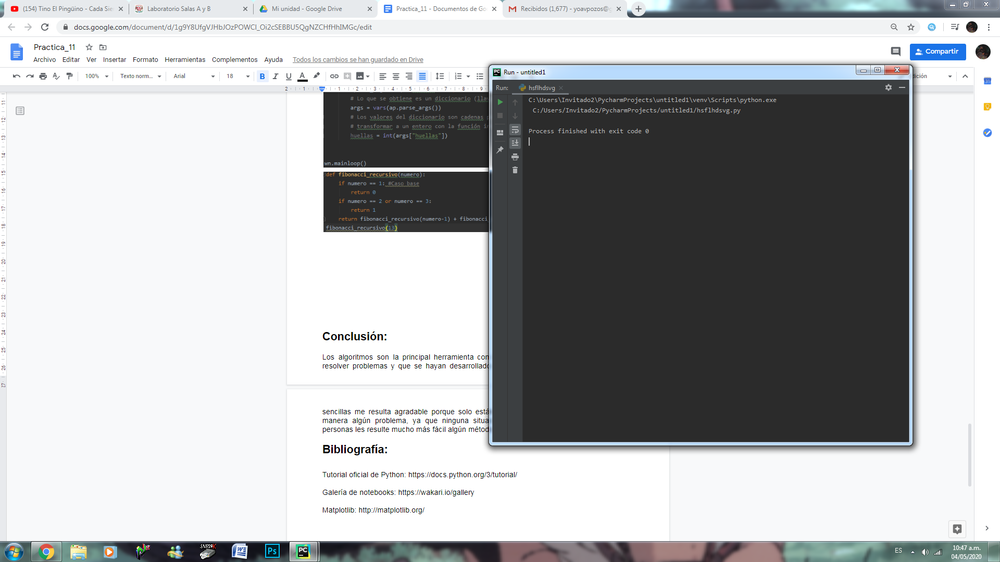 (154) Tino El Pingüino - Cada Sie
Laboratorio Salas A y B
Mi unidad - Google Drive
Practica_11 - Documentos de Go
Recibidos (1,677) - yoavpozos@g
docs.google.com/document/d/1g9Y8UfgVJHbJOzPOWCl_Oi2cSEBBU5QgNZCHfHhIMGc/edit
Practica_11
Archivo Editar Ver Insertar Formato Herramientas Complementos Ayuda Todos los cambios se han guardado en Drive
Compartir
100% Texto norm... Arial 18 B I U A
dición
# Lo que se obtiene es un diccionario (llav
args = vars(ap.parse_args())
# Los valores del diccionario son cadenas p
# transformar a un entero con la función in
huellas = int(args["huellas"])
wn.mainloop()
def fibonacci_recursivo(numero):
if numero == 1: #Caso base
return 0
if numero == 2 or numero == 3:
return 1
return fibonacci_recursivo(numero-1) + fibonacci
fibonacci_recursivo(13)
Conclusión:
Los algoritmos son la principal herramienta con
resolver problemas y que se hayan desarrollado
sencillas me resulta agradable porque solo está
manera algún problema, ya que ninguna situa
personas les resulte mucho más fácil algún métod
Bibliografía:
Tutorial oficial de Python: https://docs.python.org/3/tutorial/
Galería de notebooks: https://wakari.io/gallery
Matplotlib: http://matplotlib.org/
PC Run - untitled1
Run: hsflhdsvg
C:\Users\Invitado2\PycharmProjects\untitled1\venv\Scripts\python.exe
C:/Users/Invitado2/PycharmProjects/untitled1/hsflhdsvg.py
Process finished with exit code 0
SNES9X
W
Ps
PC
ES
10:47 a.m.
04/05/2020